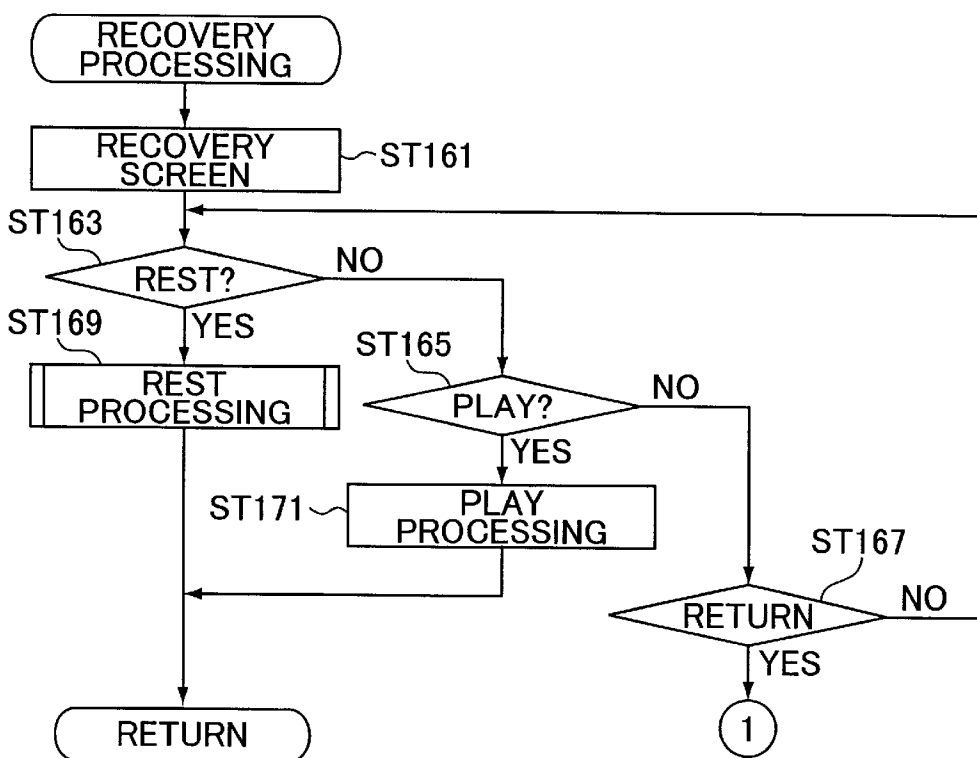 RECOVERY
PROCESSING
RECOVERY
SCREEN
ST161
ST163
REST?
NO
YES
ST169
REST
PROCESSING
ST165
PLAY?
NO
YES
ST171
PLAY
PROCESSING
ST167
RETURN
NO
YES
RETURN
1